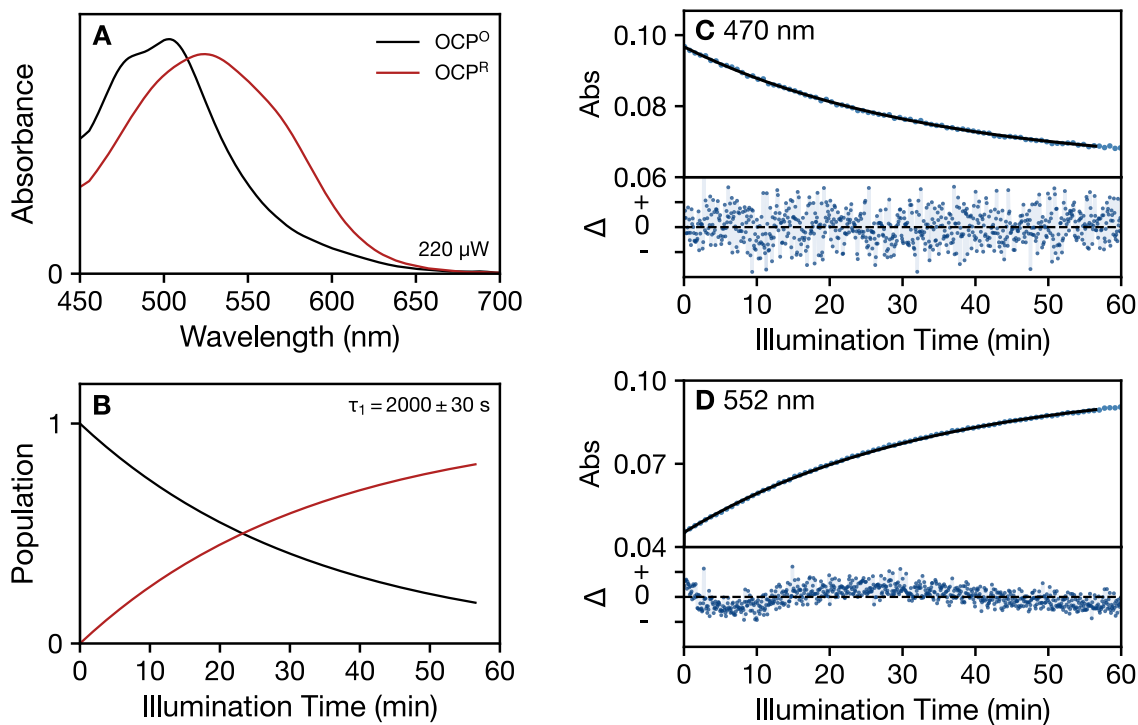 A
OCPᴼ
OCPᴿ
220 µW
Absorbance
0
450 500 550 600 650 700
Wavelength (nm)
B
τ₁ = 2000 ± 30 s
Population
1
0
0 10 20 30 40 50 60
Illumination Time (min)
C 470 nm
Abs
0.10
0.08
0.06
Δ
+
0
-
0 10 20 30 40 50 60
Illumination Time (min)
D 552 nm
Abs
0.10
0.07
0.04
Δ
+
0
-
0 10 20 30 40 50 60
Illumination Time (min)